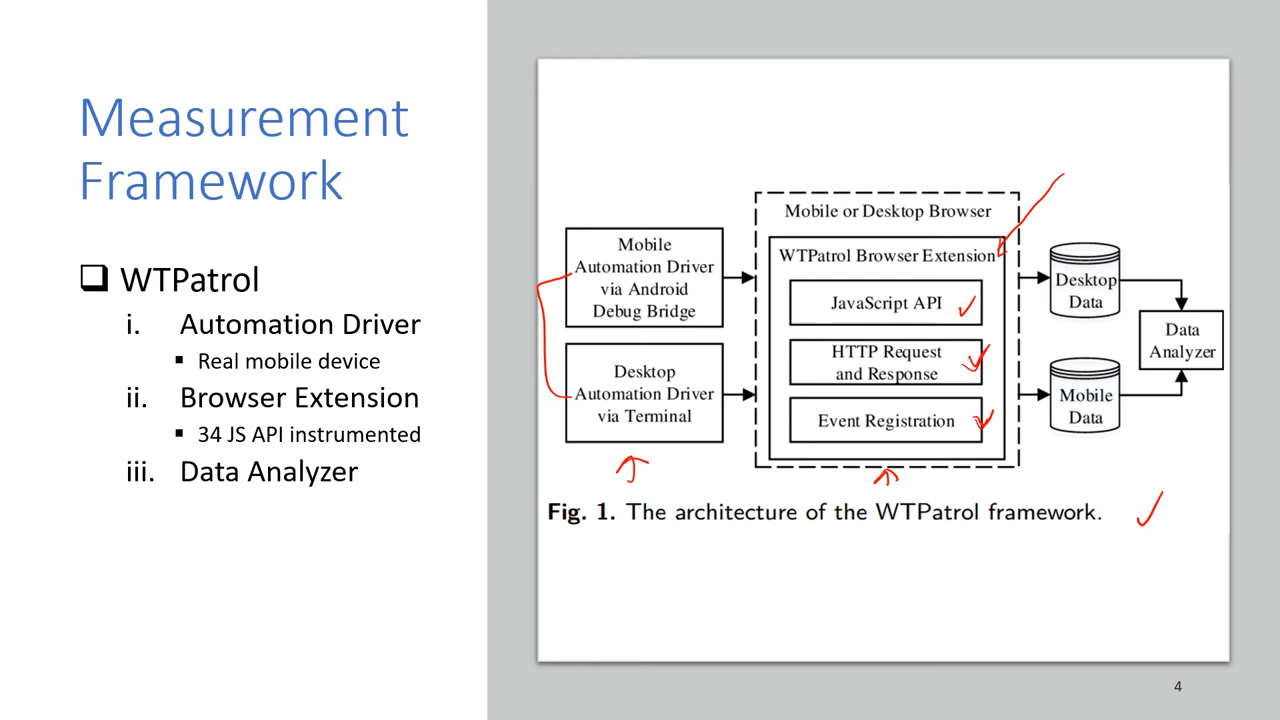 Measurement
Framework
WTPatrol
i. Automation Driver
Real mobile device
ii. Browser Extension
34 JS API instrumented
iii. Data Analyzer
Mobile
Automation Driver
via Android
Debug Bridge
Desktop
Automation Driver
via Terminal
Mobile or Desktop Browser
WTPatrol Browser Extension
JavaScript API
HTTP Request
and Response
Event Registration
Desktop
Data
Mobile
Data
Data
Analyzer
Fig. 1. The architecture of the WTPatrol framework.
4